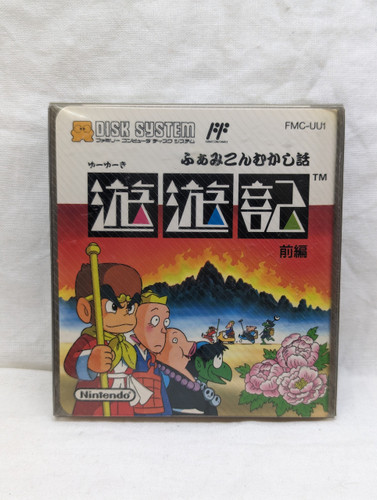 DISK SYSTEM
ファミリー コンピュータ ディスク システム
FMC-UU1
ゆーゆーき
ふぁみこんむかし話
遊遊記™
前編
Nintendo